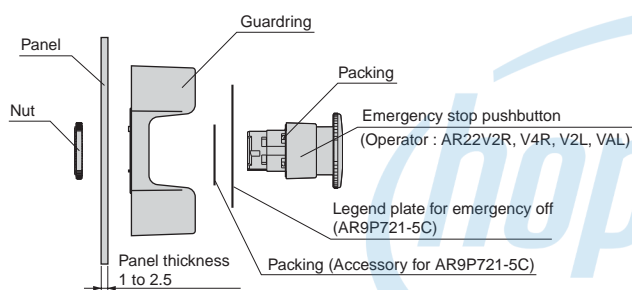 Guardring
Panel
Packing
Nut
Emergency stop pushbutton
(Operator : AR22V2R, V4R, V2L, VAL)
Legend plate for emergency off
(AR9P721-5C)
Packing (Accessory for AR9P721-5C)
Panel thickness
1 to 2.5
(hop